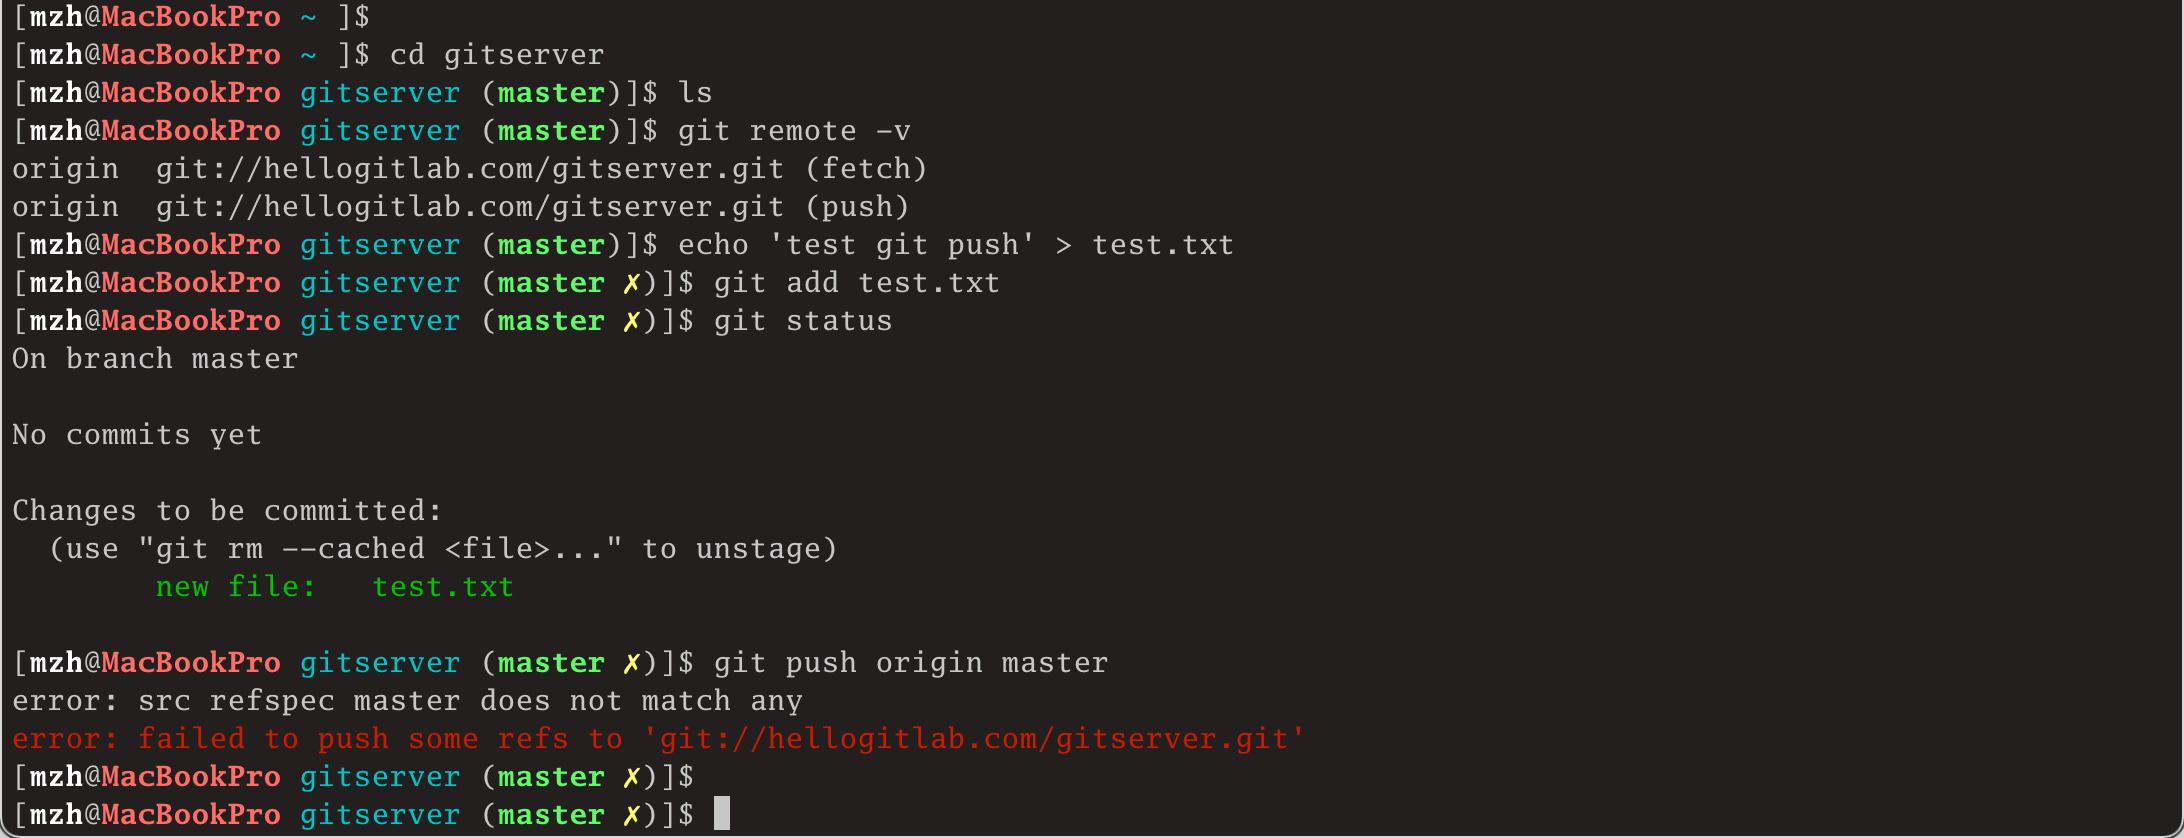 [mzh@MacBookPro ~ ]$
[mzh@MacBookPro ~ ]$ cd gitserver
[mzh@MacBookPro gitserver (master)]$ ls
[mzh@MacBookPro gitserver (master)]$ git remote -v
origin  git://hellogitlab.com/gitserver.git (fetch)
origin  git://hellogitlab.com/gitserver.git (push)
[mzh@MacBookPro gitserver (master)]$ echo 'test git push' > test.txt
[mzh@MacBookPro gitserver (master ✗)]$ git add test.txt
[mzh@MacBookPro gitserver (master ✗)]$ git status
On branch master

No commits yet

Changes to be committed:
  (use "git rm --cached <file>..." to unstage)
        new file:   test.txt

[mzh@MacBookPro gitserver (master ✗)]$ git push origin master
error: src refspec master does not match any
error: failed to push some refs to 'git://hellogitlab.com/gitserver.git'
[mzh@MacBookPro gitserver (master ✗)]$
[mzh@MacBookPro gitserver (master ✗)]$